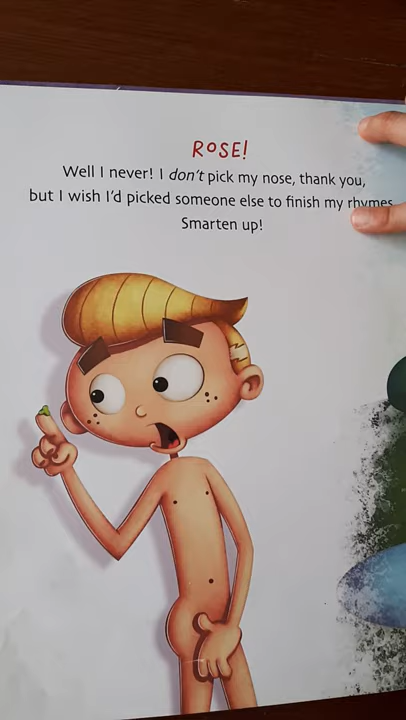 ROSE!
Well I never! I don't pick my nose, thank you,
but I wish I'd picked someone else to finish my rhymes.
Smarten up!